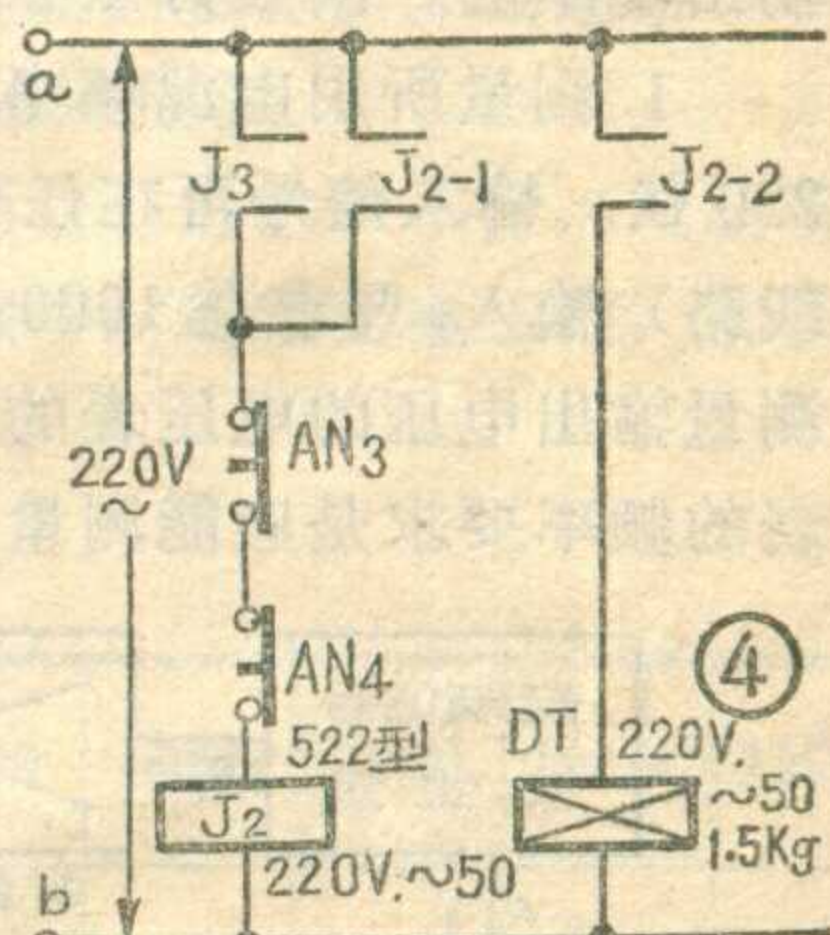 a
J3
J2-1
J2-2
220V
~
AN3
AN4
④
522型
DT
220V.
~50
1.5Kg
J2
220V.~50
b